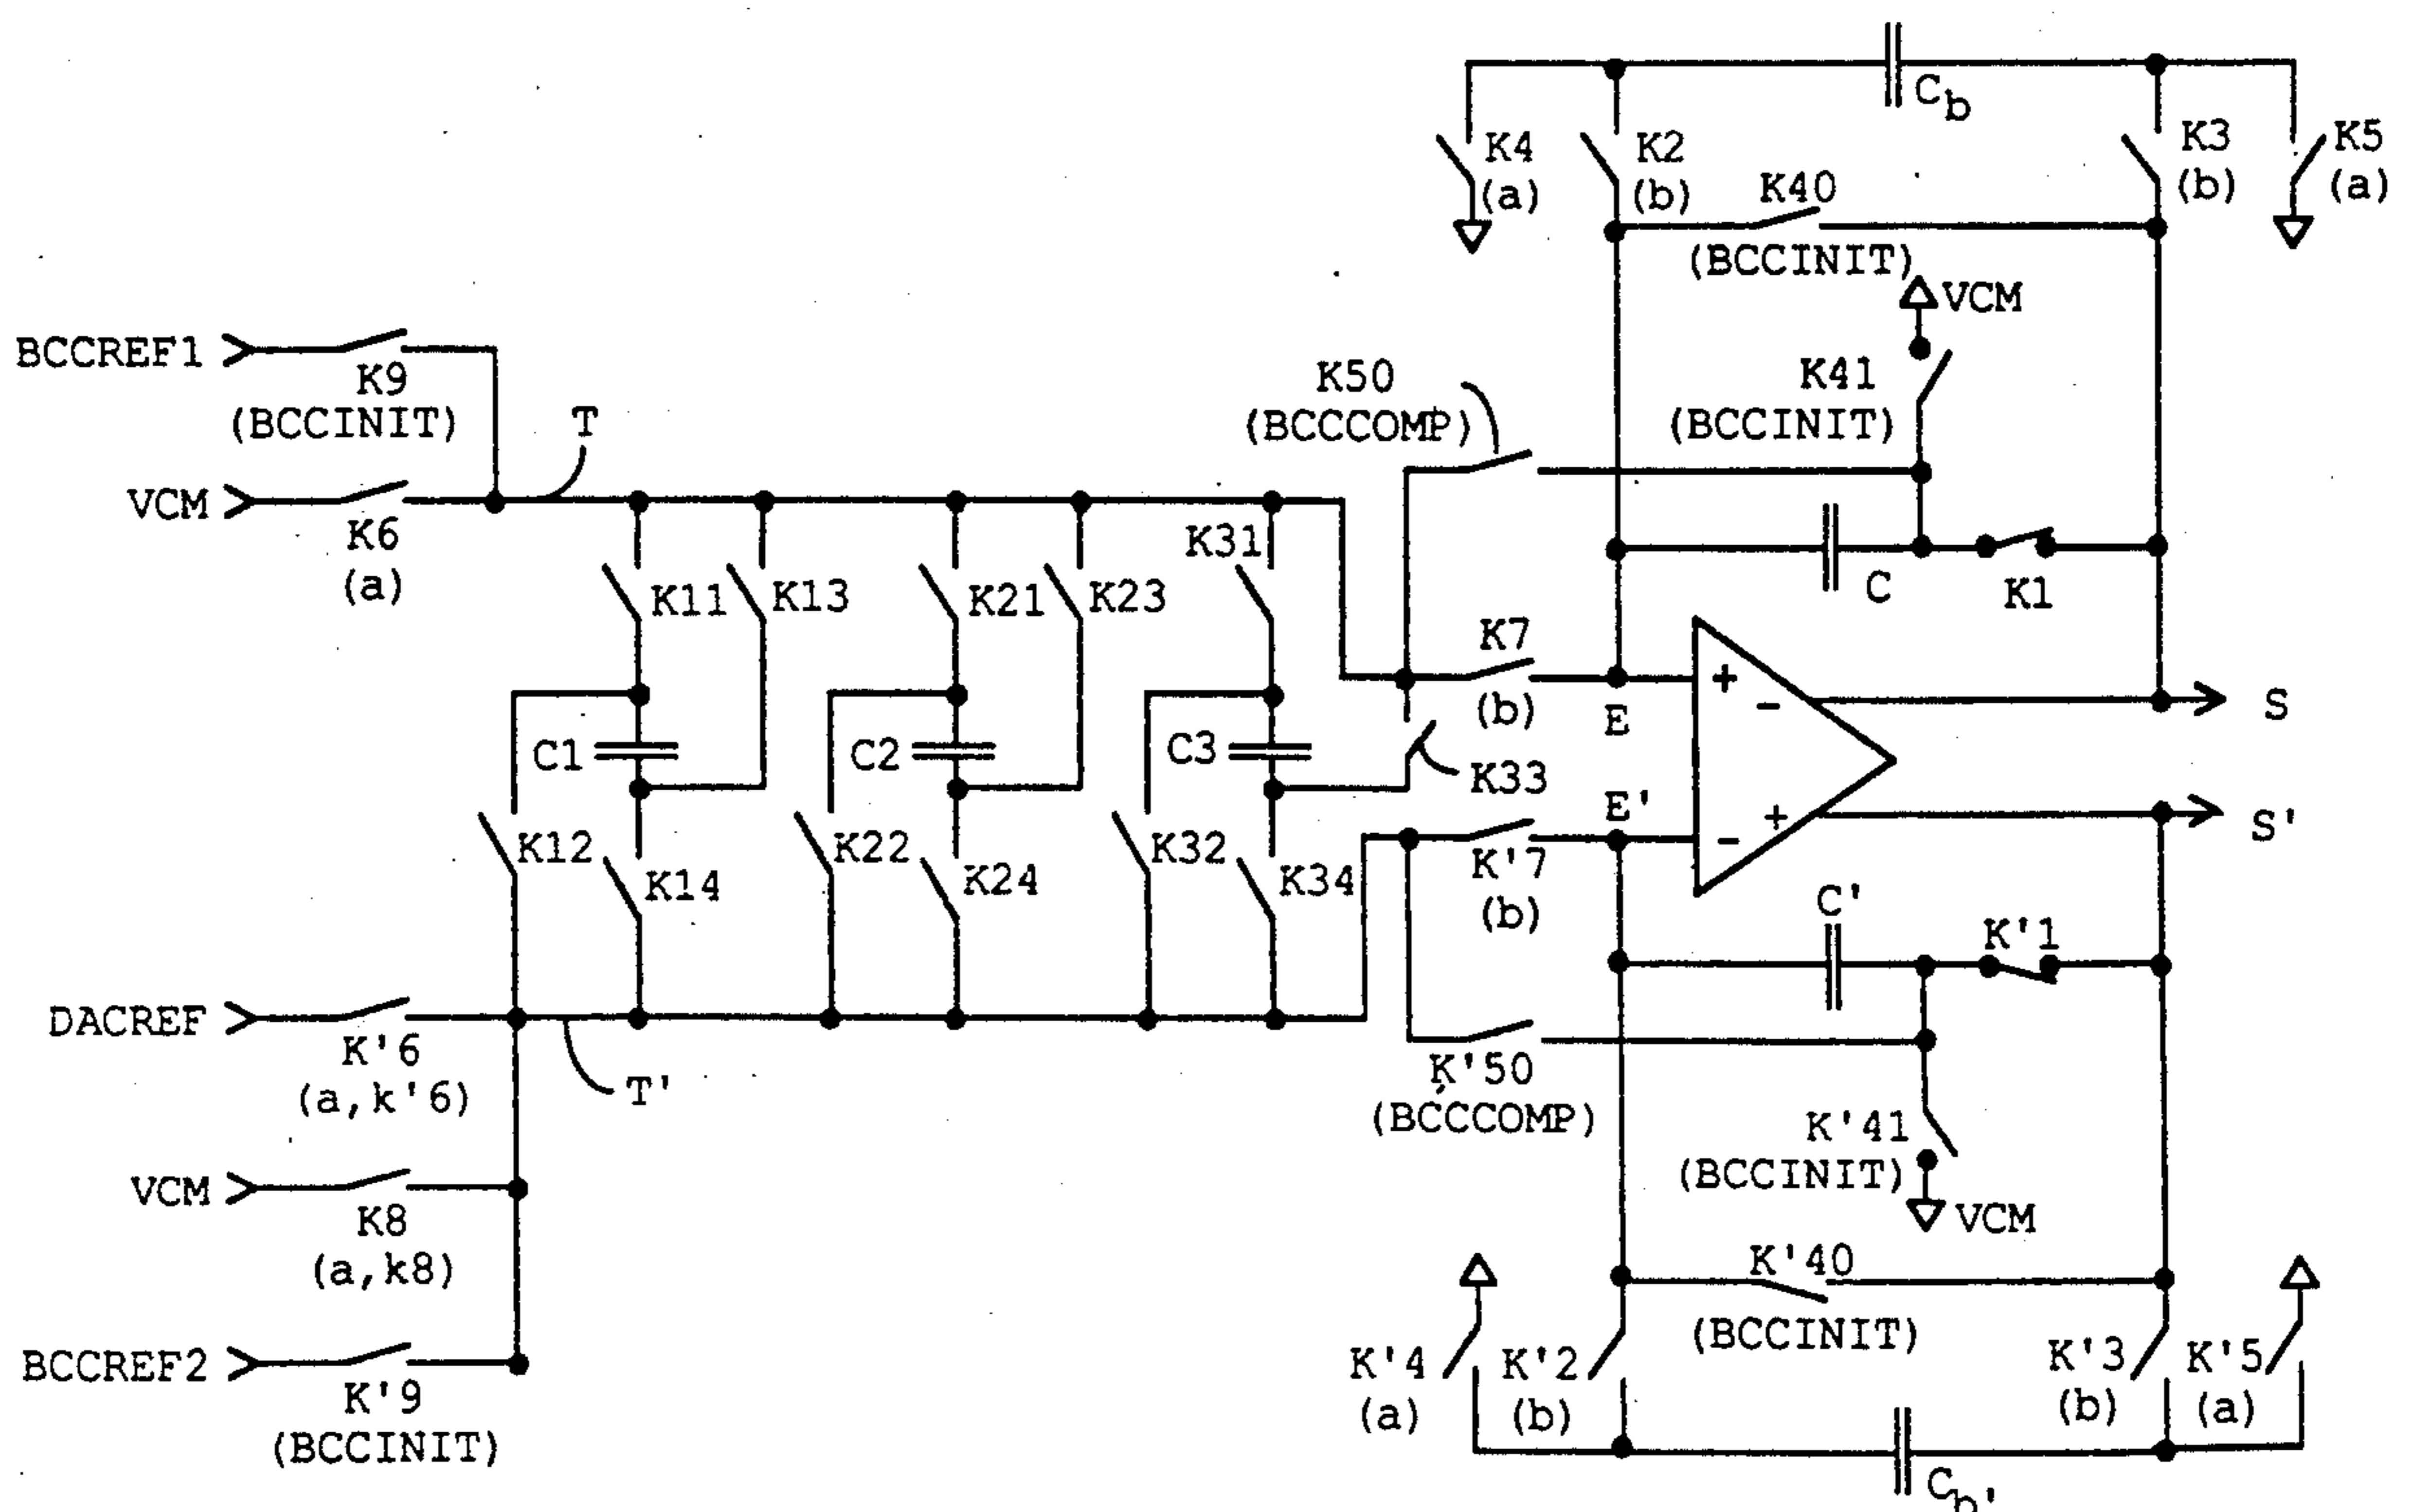 Cb
K4
(a)
K2
(b)
K3
(b)
K5
(a)
K40
(BCCINIT)
VCM
BCCREF1
K9
(BCCINIT)
T
K50
(BCCCOMP)
K41
(BCCINIT)
VCM
K6
(a)
K11
K13
K21
K23
K31
C
K1
K7
(b)
E
+
-
S
C1
C2
C3
K33
E'
-
+
S'
K12
K14
K22
K24
K32
K34
K'7
(b)
C'
K'1
DACREF
K'6
(a,k'6)
T'
K'50
(BCCCOMP)
K'41
(BCCINIT)
VCM
VCM
K8
(a,k8)
K'40
(BCCINIT)
BCCREF2
K'9
(BCCINIT)
K'4
(a)
K'2
(b)
K'3
(b)
K'5
(a)
Cb'